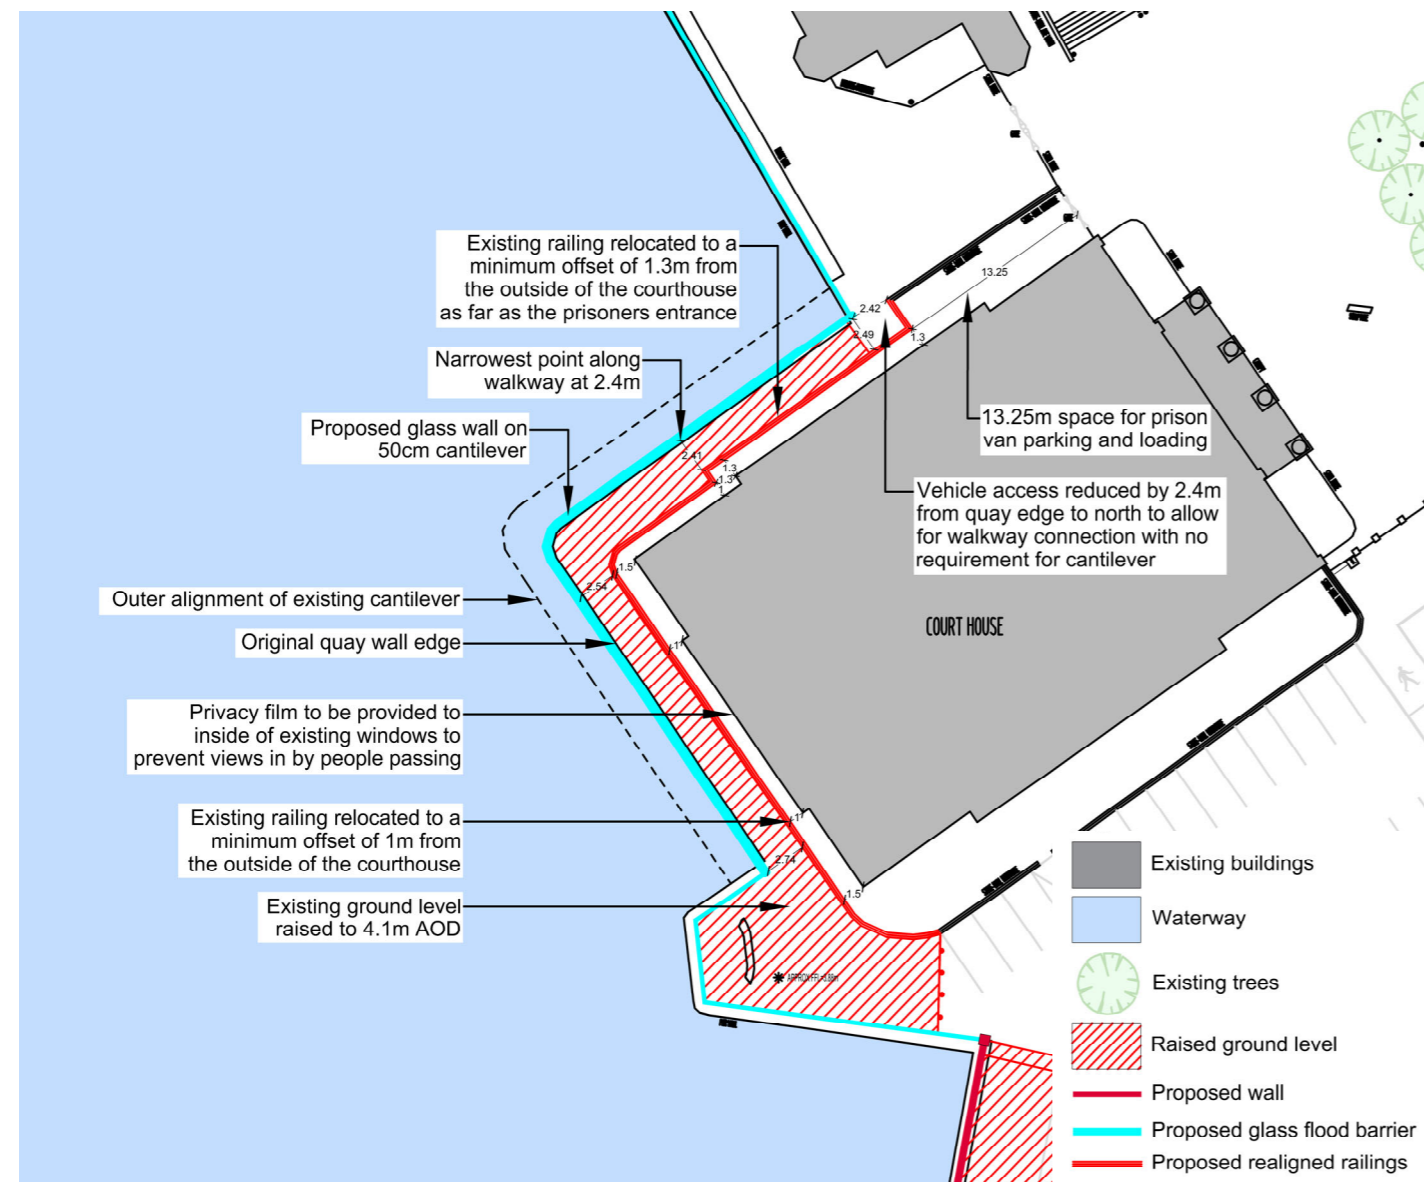 Existing railing relocated to a
minimum offset of 1.3m from
the outside of the courthouse
as far as the prisoners entrance
Narrowest point along
walkway at 2.4m
Proposed glass wall on
50cm cantilever
Outer alignment of existing cantilever
Original quay wall edge
Privacy film to be provided to
inside of existing windows to
prevent views in by people passing
Existing railing relocated to a
minimum offset of 1m from
the outside of the courthouse
Existing ground level
raised to 4.1m AOD
13.25
2.42
2.49
1.3
13.25m space for prison
van parking and loading
Vehicle access reduced by 2.4m
from quay edge to north to allow
for walkway connection with no
requirement for cantilever
2.41
1.3
1.3
1
1.5
2.54
1
COURT HOUSE
1
2.74
1.5
Existing buildings
Waterway
Existing trees
Raised ground level
Proposed wall
Proposed glass flood barrier
Proposed realigned railings